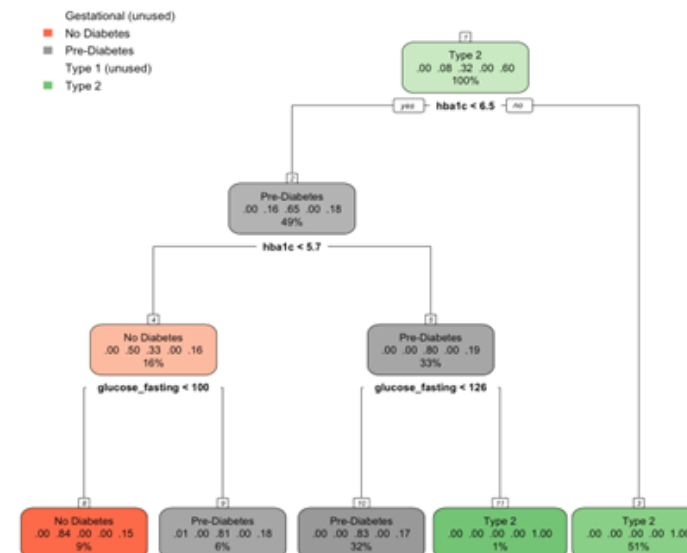 Gestational (unused)
No Diabetes
Pre-Diabetes
Type 1 (unused)
Type 2
1
Type 2
.00 .08 .32 .00 .60
100%
yes hba1c < 6.5 no
2
Pre-Diabetes
.00 .16 .65 .00 .18
49%
hba1c < 5.7
4
No Diabetes
.00 .50 .33 .00 .16
16%
5
Pre-Diabetes
.00 .00 .80 .00 .19
33%
glucose_fasting < 100
glucose_fasting < 126
8
No Diabetes
.00 .84 .00 .00 .15
9%
9
Pre-Diabetes
.01 .00 .81 .00 .18
6%
10
Pre-Diabetes
.00 .00 .83 .00 .17
32%
11
Type 2
.00 .00 .00 .00 1.00
1%
3
Type 2
.00 .00 .00 .00 1.00
51%